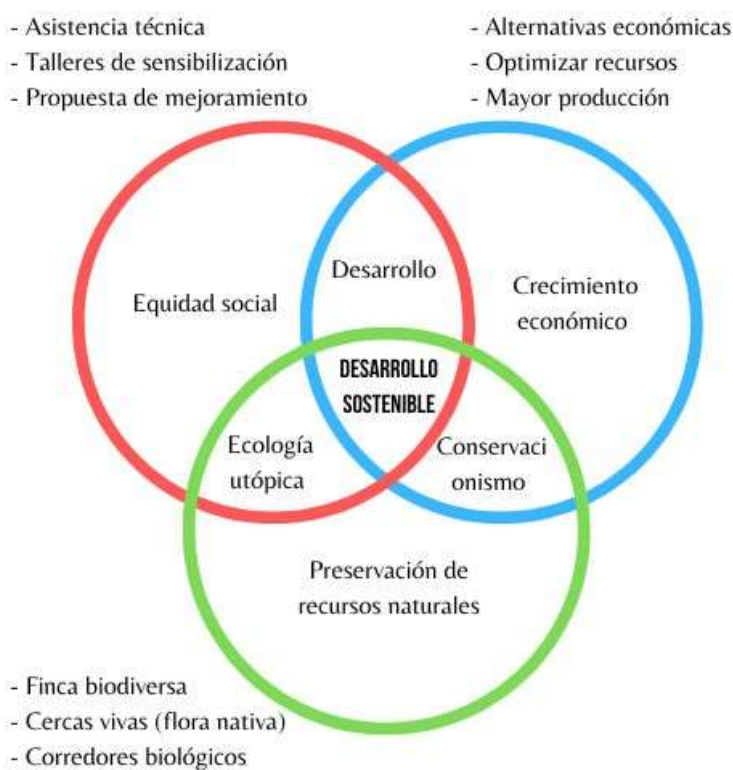 - Asistencia técnica
- Talleres de sensibilización
- Propuesta de mejoramiento
- Alternativas económicas
- Optimizar recursos
- Mayor producción
Equidad social
Desarrollo
Crecimiento
económico
DESARROLLO
SOSTENIBLE
Ecología
utópica
Conservaci
onismo
Preservación de
recursos naturales
- Finca biodiversa
- Cercas vivas (flora nativa)
- Corredores biológicos